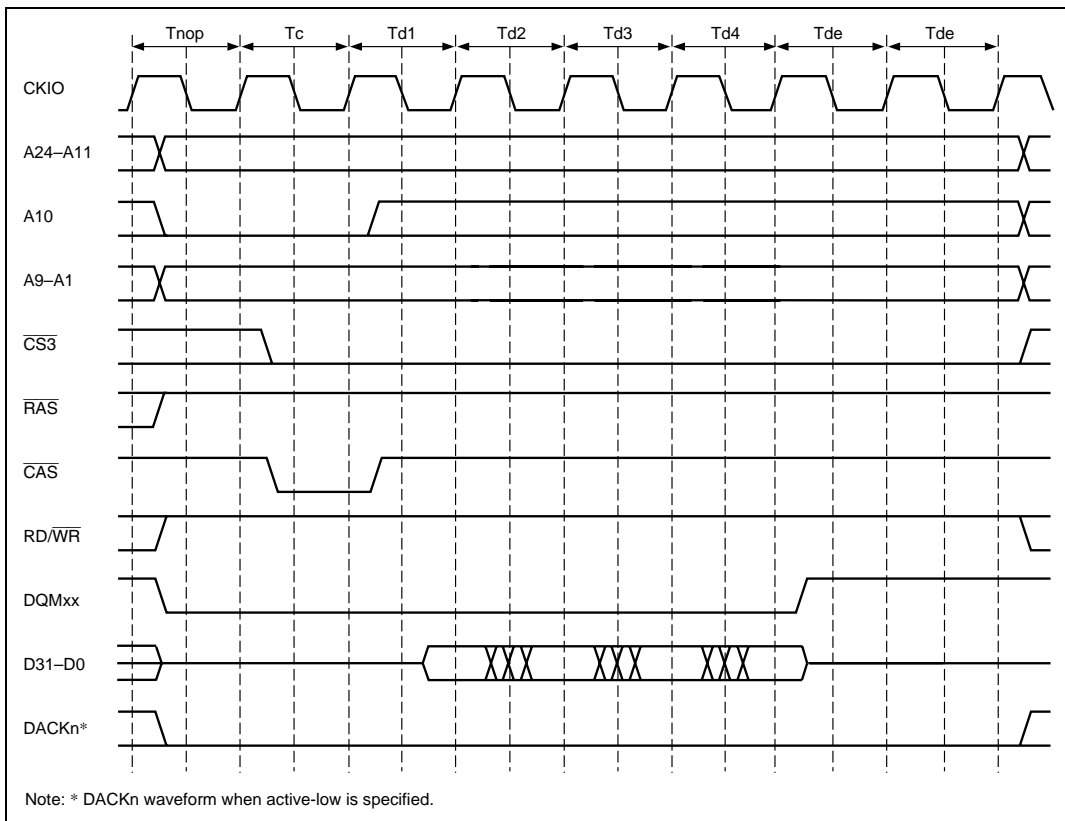 Tnop Tc Td1 Td2 Td3 Td4 Tde Tde
CKIO
A24–A11
A10
A9–A1
CS3
RAS
CAS
RD/WR
DQMxx
D31–D0
DACKn*
Note: * DACKn waveform when active-low is specified.